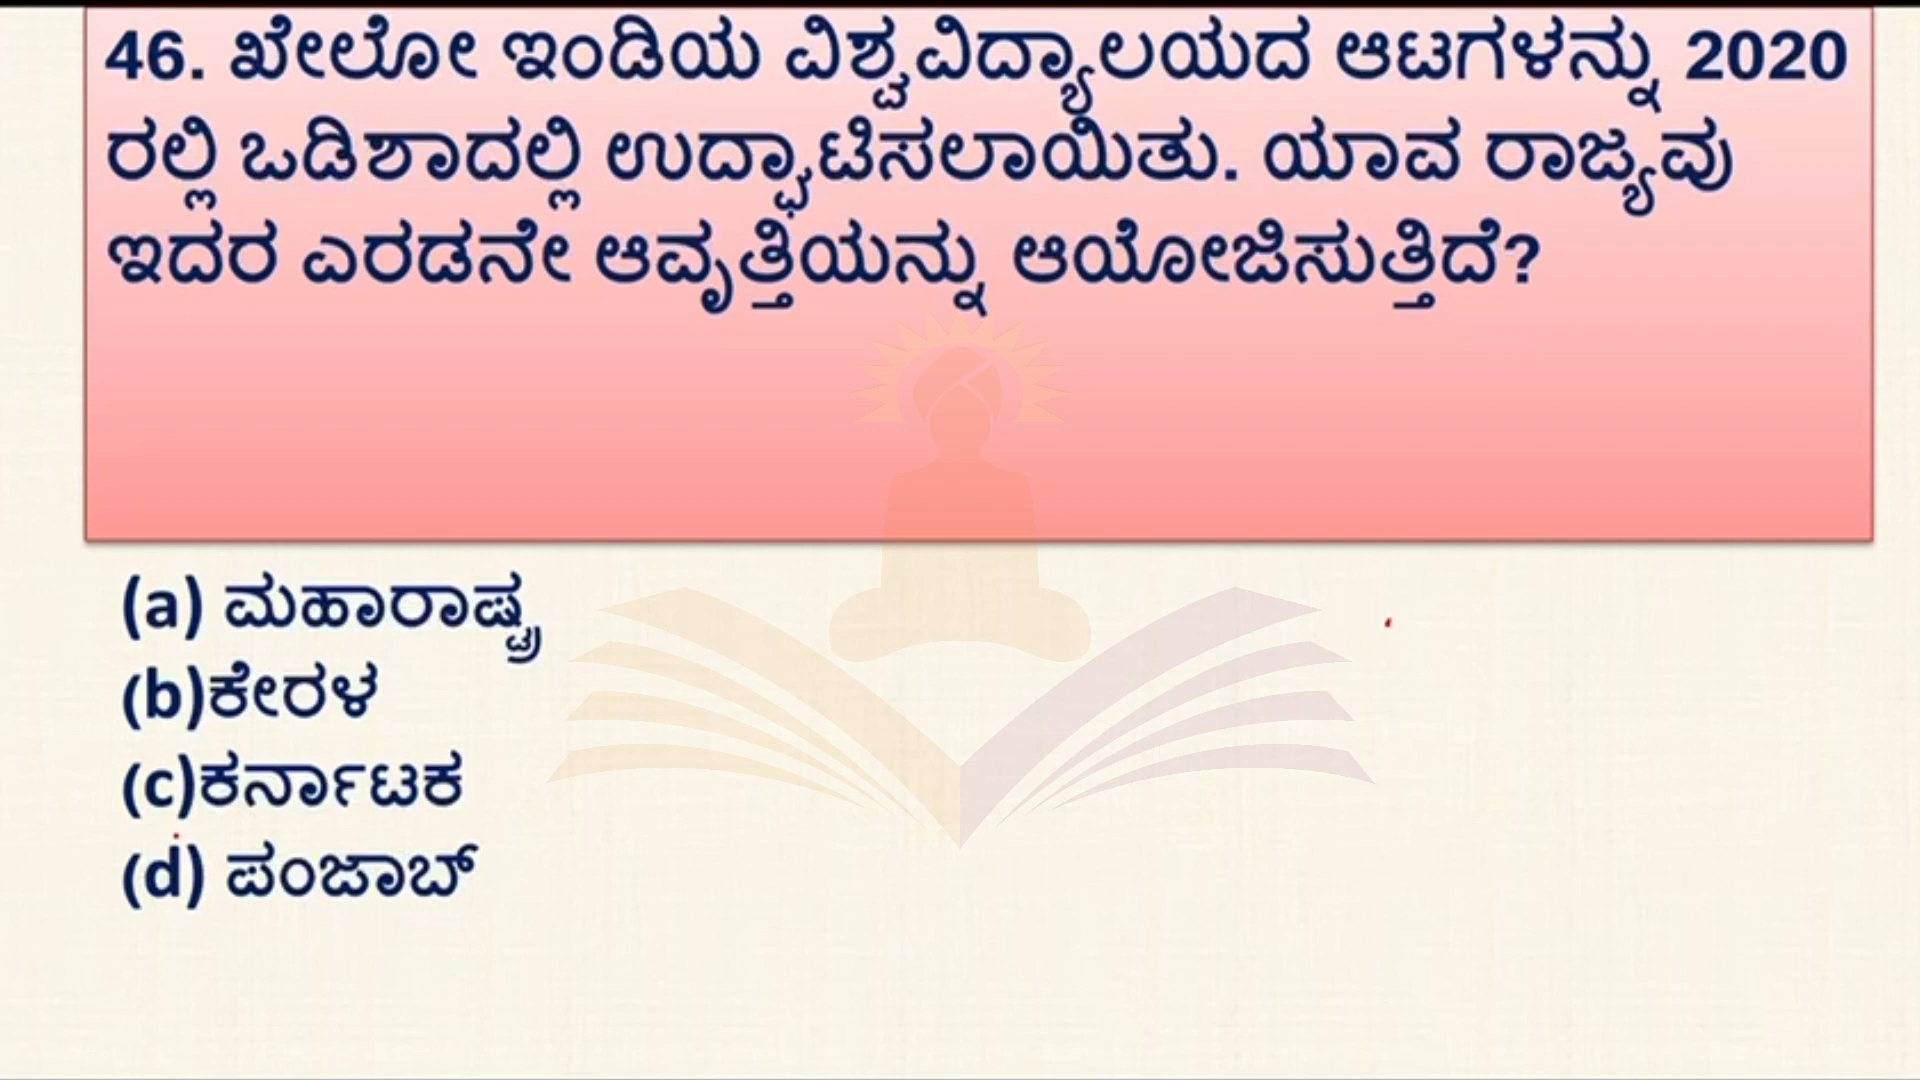 46. ಖೇಲೋ ಇಂಡಿಯ ವಿಶ್ವವಿದ್ಯಾಲಯದ ಆಟಗಳನ್ನು 2020
ರಲ್ಲಿ ಒಡಿಶಾದಲ್ಲಿ ಉದ್ಘಾಟಿಸಲಾಯಿತು. ಯಾವ ರಾಜ್ಯವು
ಇದರ ಎರಡನೇ ಆವೃತ್ತಿಯನ್ನು ಆಯೋಜಿಸುತ್ತಿದೆ?
(a) ಮಹಾರಾಷ್ಟ್ರ
(b)ಕೇರಳ
(c)ಕರ್ನಾಟಕ
(d) ಪಂಜಾಬ್